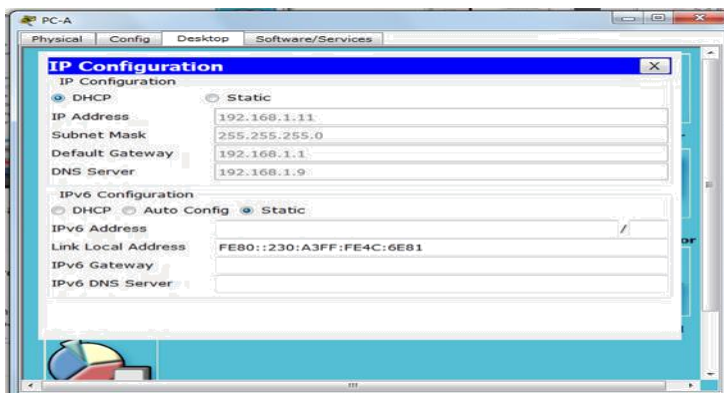 PC-A
Physical Config Desktop Software/Services
IP Configuration
IP Configuration
DHCP Static
IP Address 192.168.1.11
Subnet Mask 255.255.255.0
Default Gateway 192.168.1.1
DNS Server 192.168.1.9
IPv6 Configuration
DHCP Auto Config Static
IPv6 Address /
Link Local Address FE80::230:A3FF:FE4C:6E81
IPv6 Gateway
IPv6 DNS Server